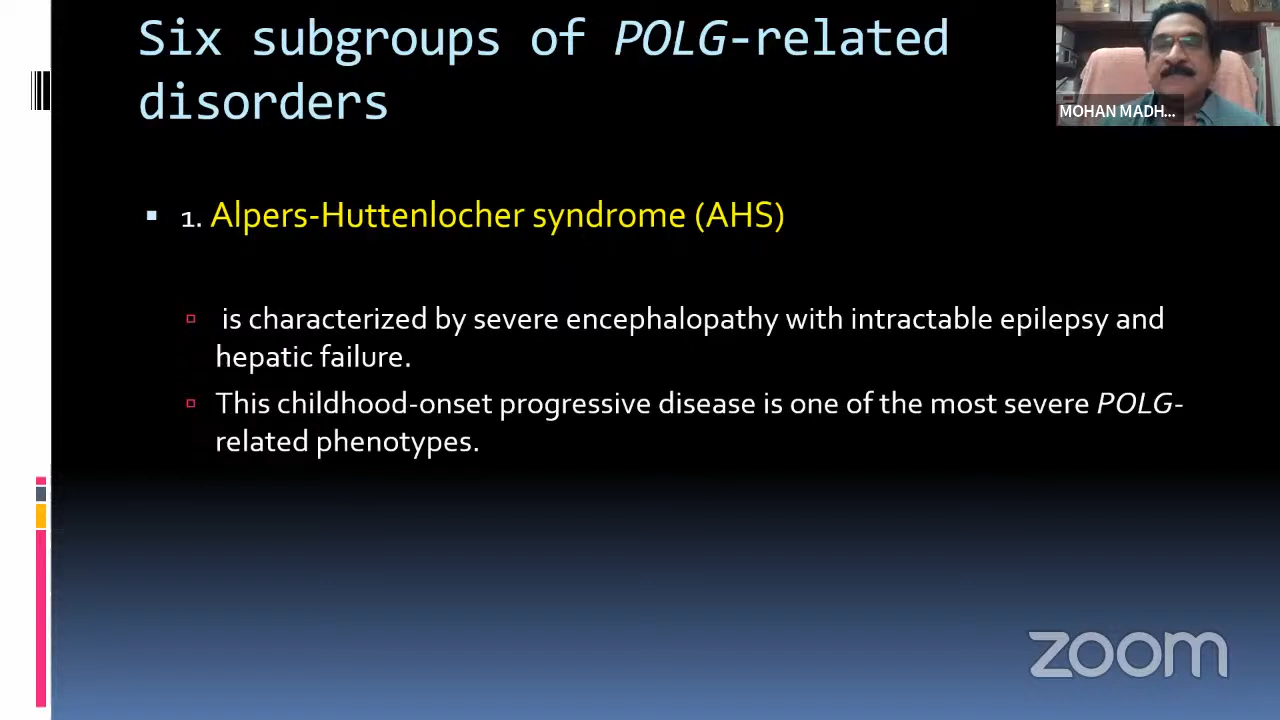 Six subgroups of POLG-related
disorders
MOHAN MADH...
1. Alpers-Huttenlocher syndrome (AHS)
is characterized by severe encephalopathy with intractable epilepsy and
hepatic failure.
This childhood-onset progressive disease is one of the most severe POLG-
related phenotypes.
zoom